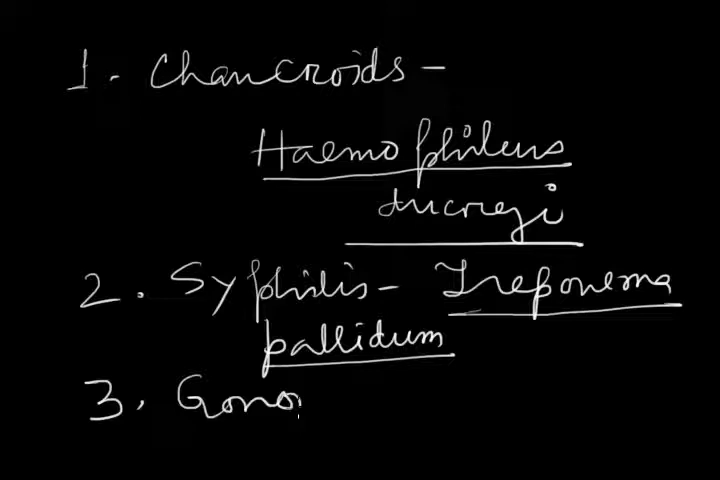 1. Chancroids -
Haemophilus
ducreyi
2. Syphilis - Treponema
pallidum
3. Gono